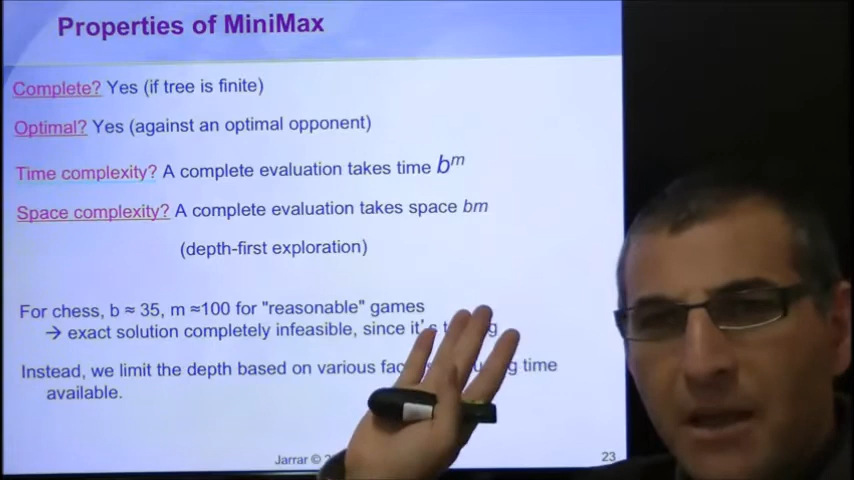 Properties of MiniMax
Complete? Yes (if tree is finite)
Optimal? Yes (against an optimal opponent)
Time complexity? A complete evaluation takes time bᵐ
Space complexity? A complete evaluation takes space bm
(depth-first exploration)
For chess, b ≈ 35, m ≈100 for "reasonable" games
→ exact solution completely infeasible, since it's
Instead, we limit the depth based on various time
available.
Jarrar ©
23